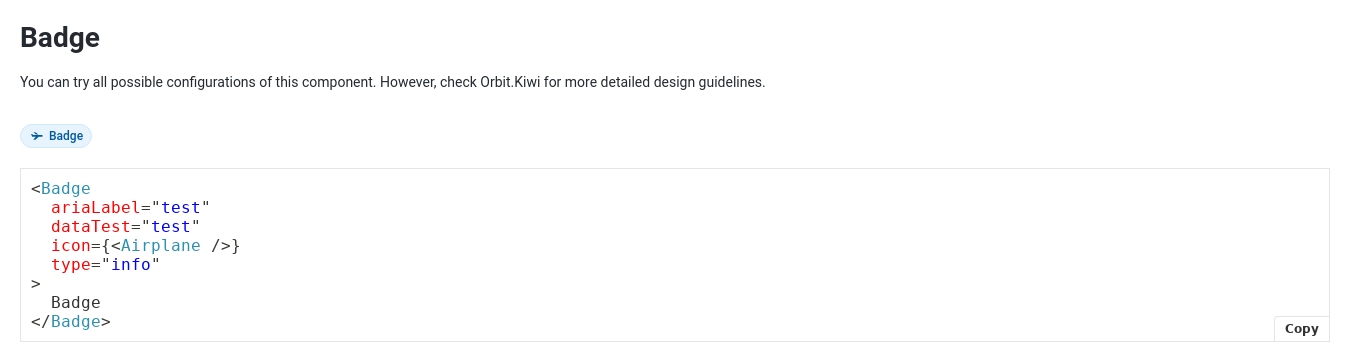 Badge
You can try all possible configurations of this component. However, check Orbit.Kiwi for more detailed design guidelines.
Badge
<Badge
  ariaLabel="test"
  dataTest="test"
  icon={<Airplane />}
  type="info"
>
  Badge
</Badge>
Copy